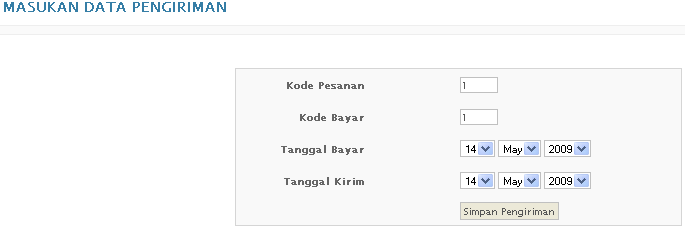 MASUKAN DATA PENGIRIMAN
Kode Pesanan 1
Kode Bayar 1
Tanggal Bayar 14 May 2009
Tanggal Kirim 14 May 2009
Simpan Pengiriman